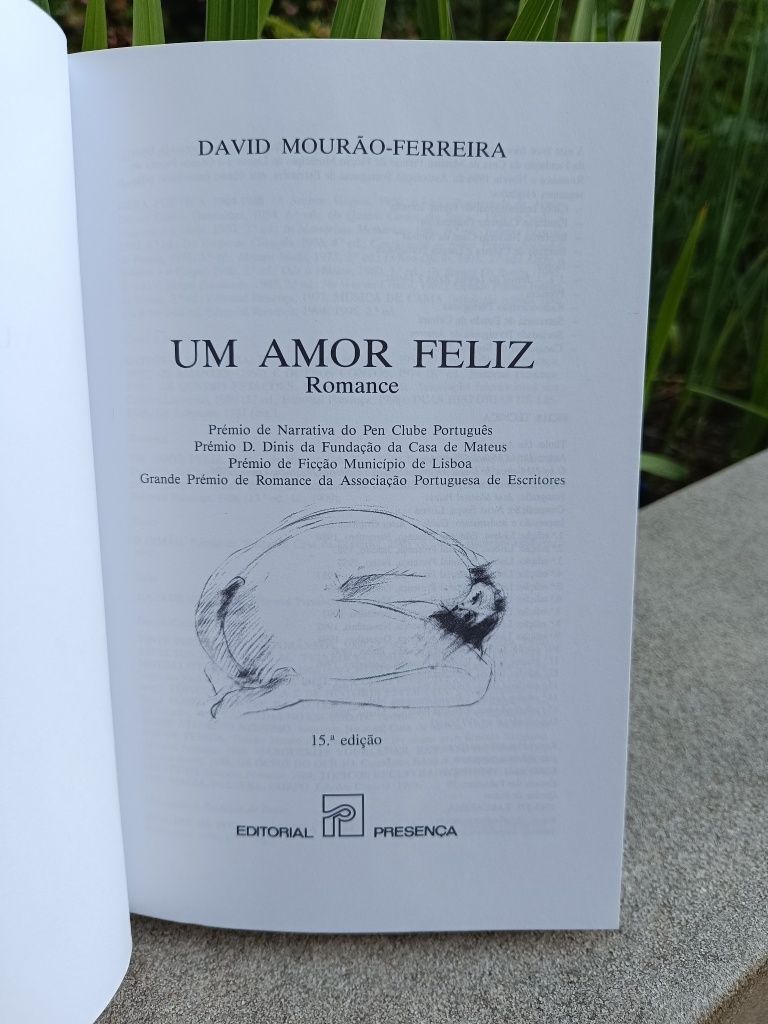 DAVID MOURÃO-FERREIRA
UM AMOR FELIZ
Romance
Prémio de Narrativa do Pen Clube Português
Prémio D. Dinis da Fundação da Casa de Mateus
Prémio de Ficção Município de Lisboa
Grande Prémio de Romance da Associação Portuguesa de Escritores
15.ª edição
EDITORIAL PRESENÇA